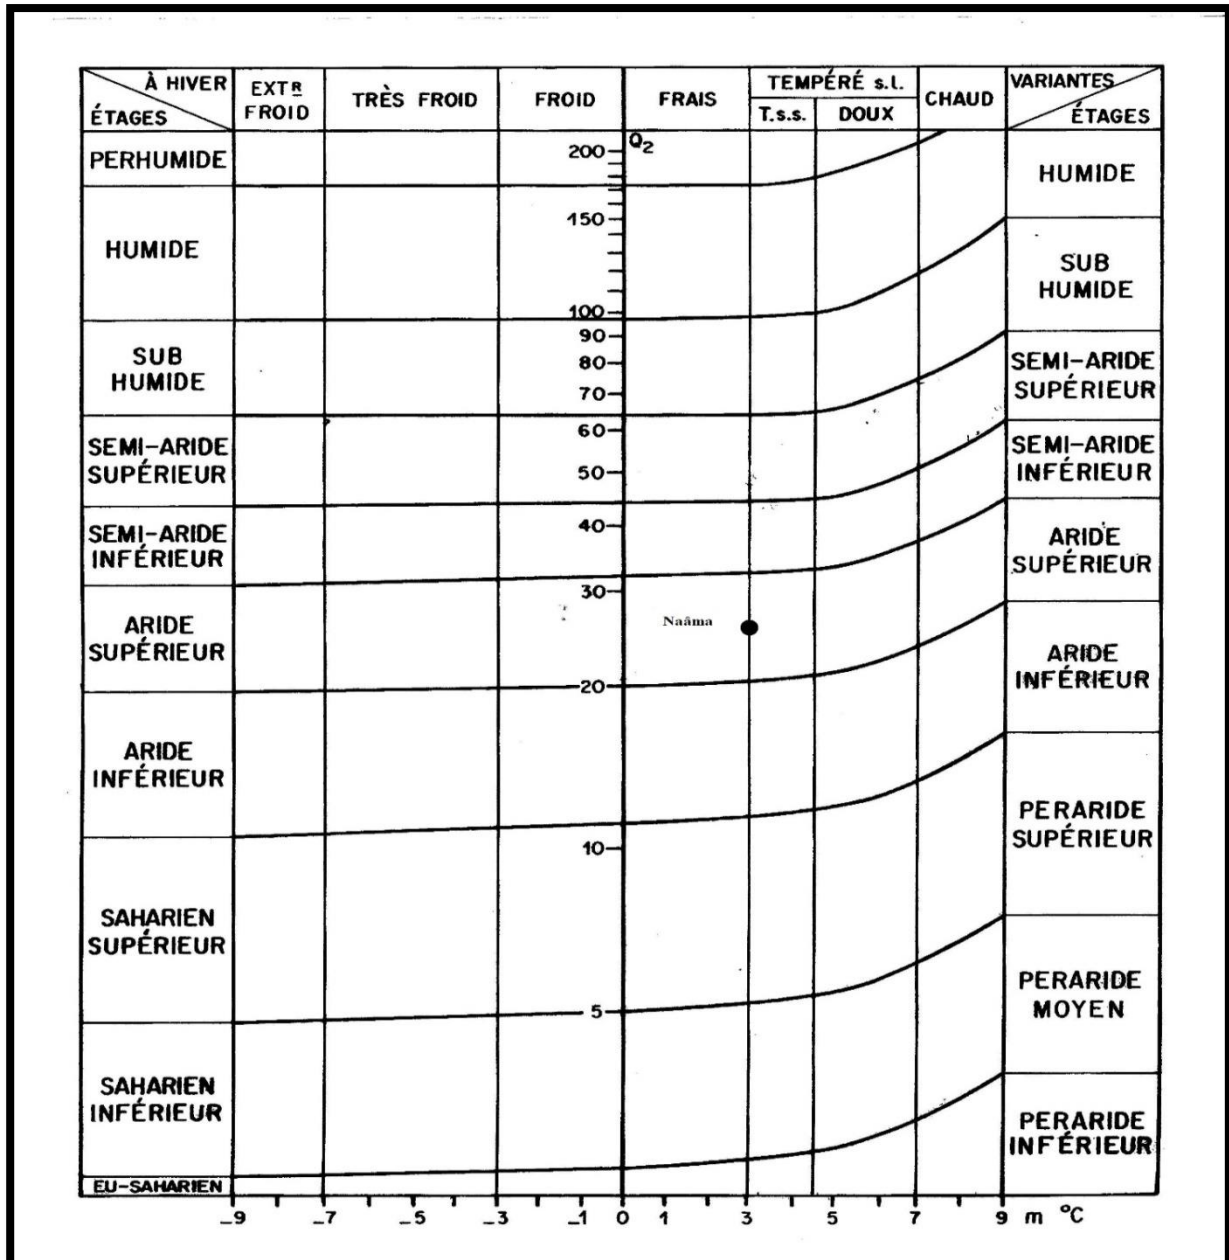 À HIVER
ÉTAGES
EXTR
FROID
TRÈS FROID
FROID
FRAIS
TEMPÉRÉ s.l.
T.s.s.
DOUX
CHAUD
VARIANTES
ÉTAGES
PERHUMIDE
HUMIDE
SUB
HUMIDE
SEMI-ARIDE
SUPÉRIEUR
SEMI-ARIDE
INFÉRIEUR
ARIDE
SUPÉRIEUR
ARIDE
INFÉRIEUR
SAHARIEN
SUPÉRIEUR
SAHARIEN
INFÉRIEUR
EU-SAHARIEN
Q2
200
150
100
90
80
70
60
50
40
30
20
10
5
Naâma
HUMIDE
SUB
HUMIDE
SEMI-ARIDE
SUPÉRIEUR
SEMI-ARIDE
INFÉRIEUR
ARIDE
SUPÉRIEUR
ARIDE
INFÉRIEUR
PERARIDE
SUPÉRIEUR
PERARIDE
MOYEN
PERARIDE
INFÉRIEUR
-9 -7 -5 -3 -1 0 1 3 5 7 9 m °C